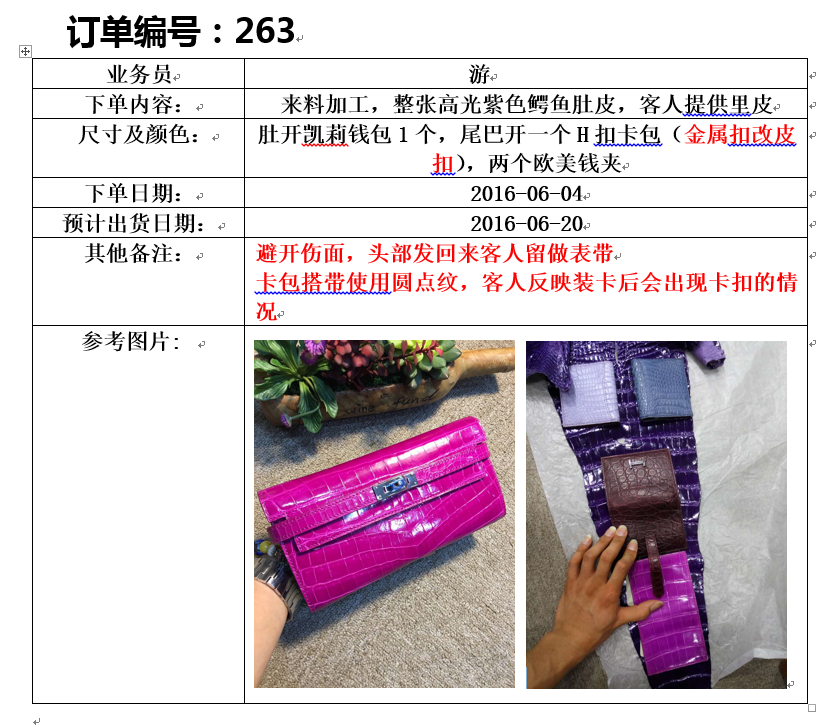 订单编号：263
业务员
游
下单内容：
来料加工，整张高光紫色鳄鱼肚皮，客人提供里皮
尺寸及颜色：
肚开凯莉钱包 1 个，尾巴开一个 H 扣卡包（金属扣改皮
扣），两个欧美钱夹
下单日期：
2016-06-04
预计出货日期：
2016-06-20
其他备注：
避开伤面，头部发回来客人留做表带
卡包搭带使用圆点纹，客人反映装卡后会出现卡扣的情
况
参考图片：